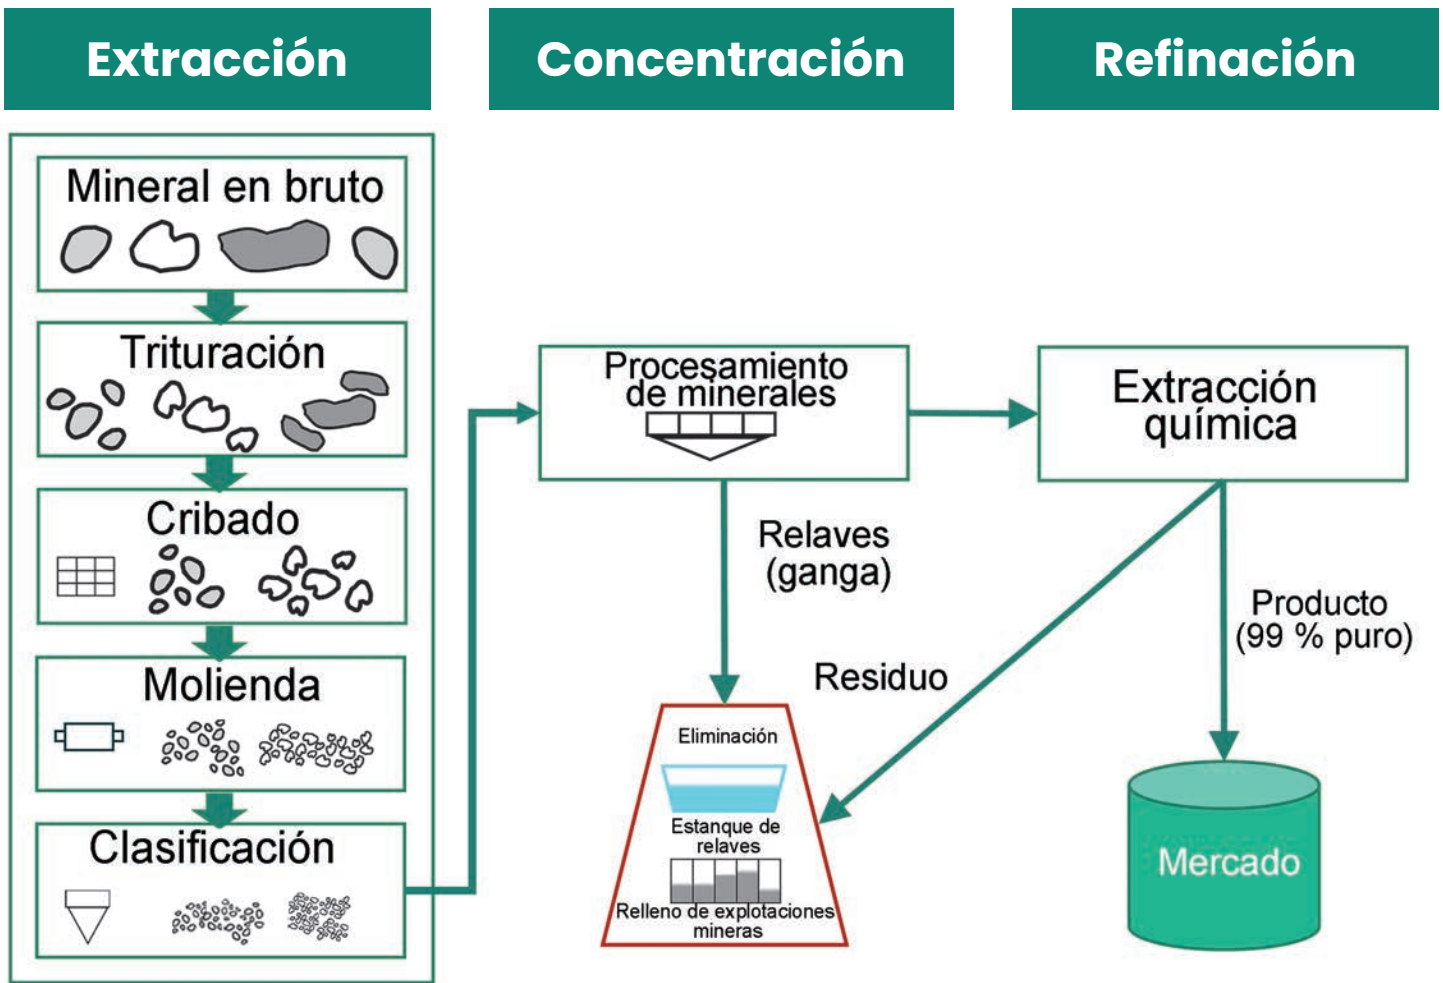 Extracción
Concentración
Refinación
Mineral en bruto
Trituración
Cribado
Molienda
Clasificación
Procesamiento
de minerales
Relaves
(ganga)
Eliminación
Estanque de
relaves
Relleno de explotaciones
mineras
Extracción
química
Residuo
Producto
(99 % puro)
Mercado